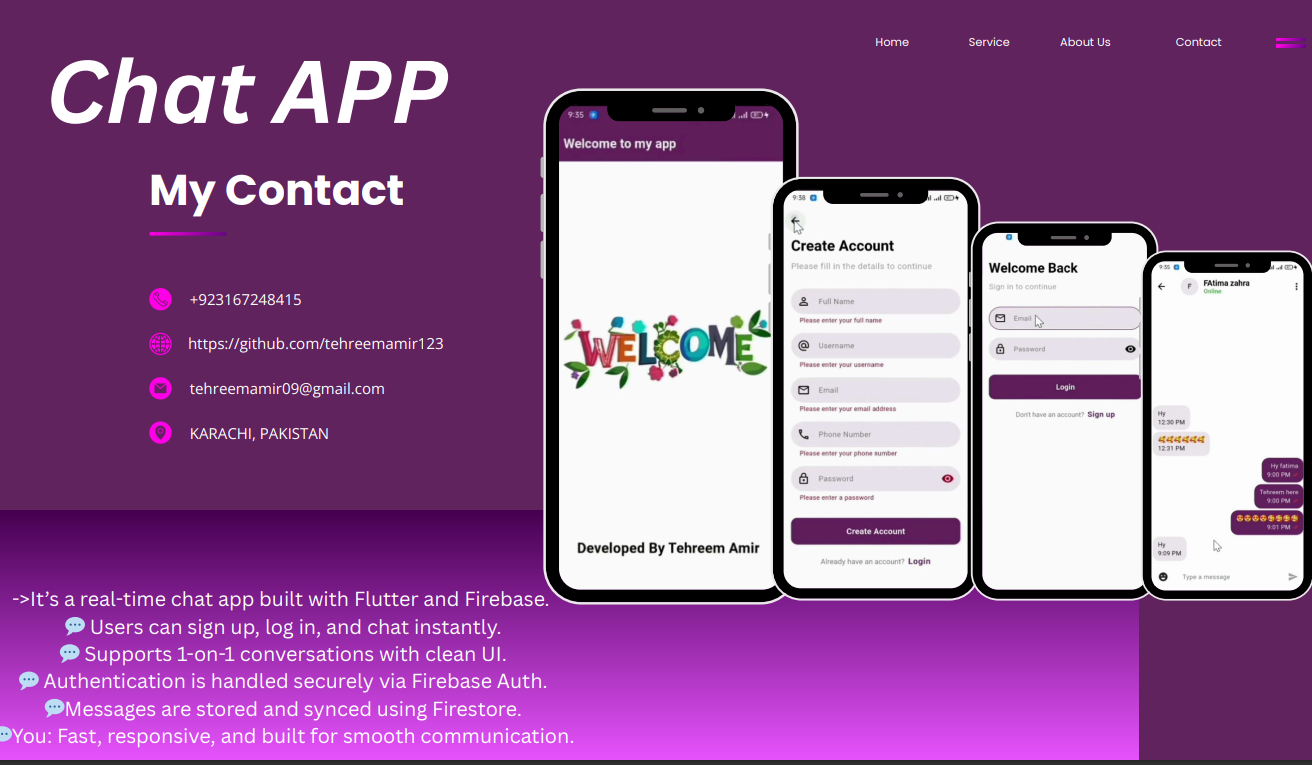 Home Service About Us Contact
Chat APP
My Contact
+923167248415
https://github.com/tehreemamir123
tehreemamir09@gmail.com
KARACHI, PAKISTAN
->It’s a real-time chat app built with Flutter and Firebase.
💬 Users can sign up, log in, and chat instantly.
💬 Supports 1-on-1 conversations with clean UI.
💬 Authentication is handled securely via Firebase Auth.
💬Messages are stored and synced using Firestore.
💬You: Fast, responsive, and built for smooth communication.
9:35
Welcome to my app
WELCOME
Developed By Tehreem Amir
9:38
Create Account
Please fill in the details to continue
Full Name
Please enter your full name
Username
Please enter your username
Email
Please enter your email address
Phone Number
Please enter your phone number
Password
Please enter a password
Create Account
Already have an account? Login
Welcome Back
Sign in to continue
Email
Password
Login
Don't have an account? Sign up
9:35
F FAtima zahra
Online
Hy
12:30 PM
🥰🥰🥰🥰🥰🥰
12:31 PM
Hy fatima
9:00 PM
Tehreem here
9:00 PM
😍😍😍😍🥰🥰🥰🥰
9:01 PM
Hy
9:09 PM
Type a message